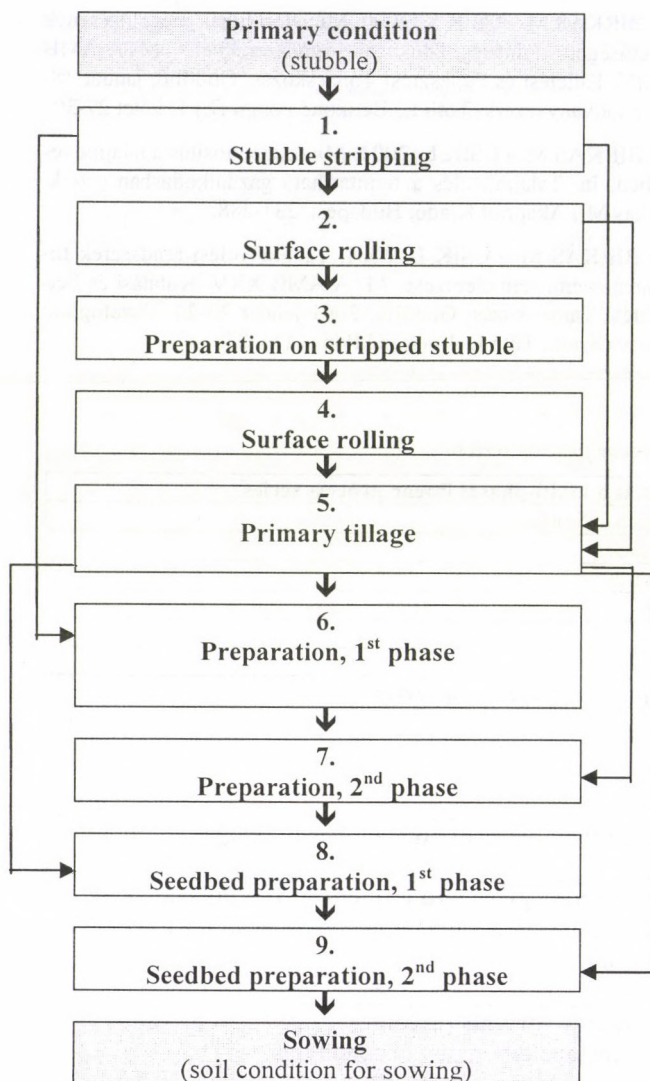 Primary condition
(stubble)
1.
Stubble stripping
2.
Surface rolling
3.
Preparation on stripped stubble
4.
Surface rolling
5.
Primary tillage
6.
Preparation, 1st phase
7.
Preparation, 2nd phase
8.
Seedbed preparation, 1st phase
9.
Seedbed preparation, 2nd phase
Sowing
(soil condition for sowing)